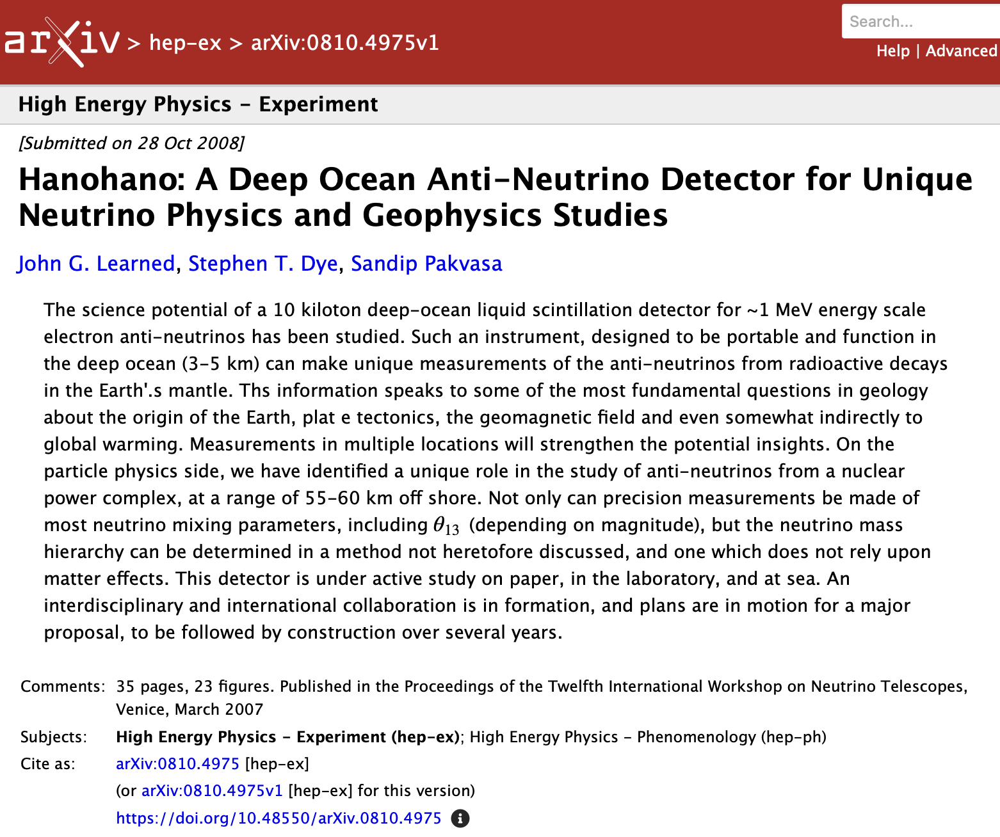 arXiv > hep-ex > arXiv:0810.4975v1
Search...
Help | Advanced
High Energy Physics - Experiment
[Submitted on 28 Oct 2008]
Hanohano: A Deep Ocean Anti-Neutrino Detector for Unique
Neutrino Physics and Geophysics Studies
John G. Learned, Stephen T. Dye, Sandip Pakvasa
The science potential of a 10 kiloton deep-ocean liquid scintillation detector for ~1 MeV energy scale
electron anti-neutrinos has been studied. Such an instrument, designed to be portable and function in
the deep ocean (3-5 km) can make unique measurements of the anti-neutrinos from radioactive decays
in the Earth'.s mantle. Ths information speaks to some of the most fundamental questions in geology
about the origin of the Earth, plat e tectonics, the geomagnetic field and even somewhat indirectly to
global warming. Measurements in multiple locations will strengthen the potential insights. On the
particle physics side, we have identified a unique role in the study of anti-neutrinos from a nuclear
power complex, at a range of 55-60 km off shore. Not only can precision measurements be made of
most neutrino mixing parameters, including θ13 (depending on magnitude), but the neutrino mass
hierarchy can be determined in a method not heretofore discussed, and one which does not rely upon
matter effects. This detector is under active study on paper, in the laboratory, and at sea. An
interdisciplinary and international collaboration is in formation, and plans are in motion for a major
proposal, to be followed by construction over several years.
Comments: 35 pages, 23 figures. Published in the Proceedings of the Twelfth International Workshop on Neutrino Telescopes,
Venice, March 2007
Subjects: High Energy Physics - Experiment (hep-ex); High Energy Physics - Phenomenology (hep-ph)
Cite as: arXiv:0810.4975 [hep-ex]
(or arXiv:0810.4975v1 [hep-ex] for this version)
https://doi.org/10.48550/arXiv.0810.4975 i